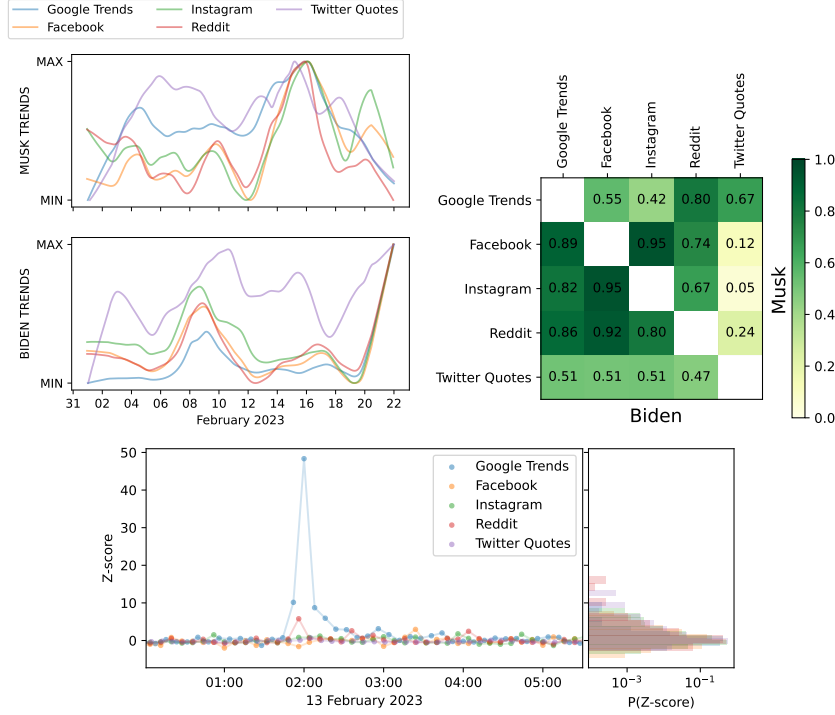 Google Trends
Facebook
Instagram
Reddit
Twitter Quotes
MAX
MIN
MUSK TRENDS
MAX
MIN
BIDEN TRENDS
31 02 04 06 08 10 12 14 16 18 20 22
February 2023
Google Trends
Facebook
Instagram
Reddit
Twitter Quotes
Google Trends 0.55 0.42 0.80 0.67
Facebook 0.89 0.95 0.74 0.12
Instagram 0.82 0.95 0.67 0.05
Reddit 0.86 0.92 0.80 0.24
Twitter Quotes 0.51 0.51 0.51 0.47
Biden
Musk
1.0
0.8
0.6
0.4
0.2
0.0
Z-score
50
40
30
20
10
0
Google Trends
Facebook
Instagram
Reddit
Twitter Quotes
01:00 02:00 03:00 04:00 05:00
13 February 2023
10⁻³ 10⁻¹
P(Z-score)